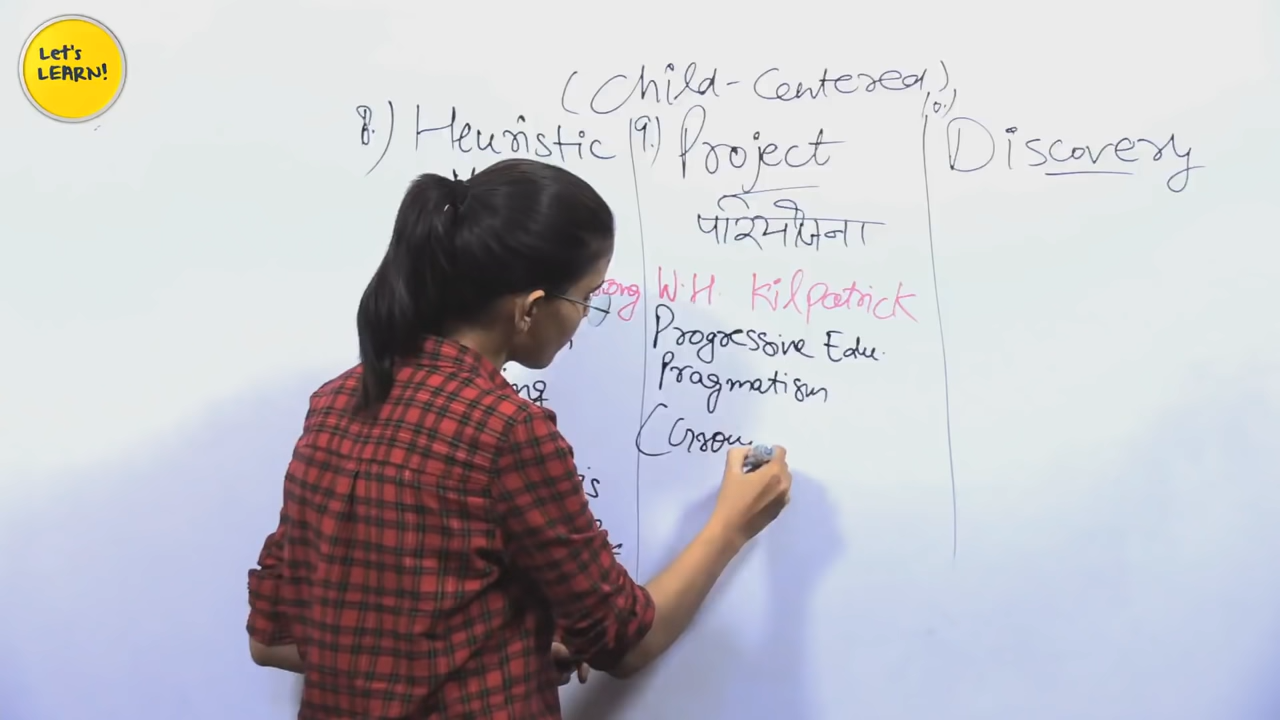 Let's
LEARN!
(Child-Centered)
8.) Heuristic
9.) Project
परियोजना
W.H. Kilpatrick
Progressive Edu.
Pragmatism
(Grou
10.)
Discovery